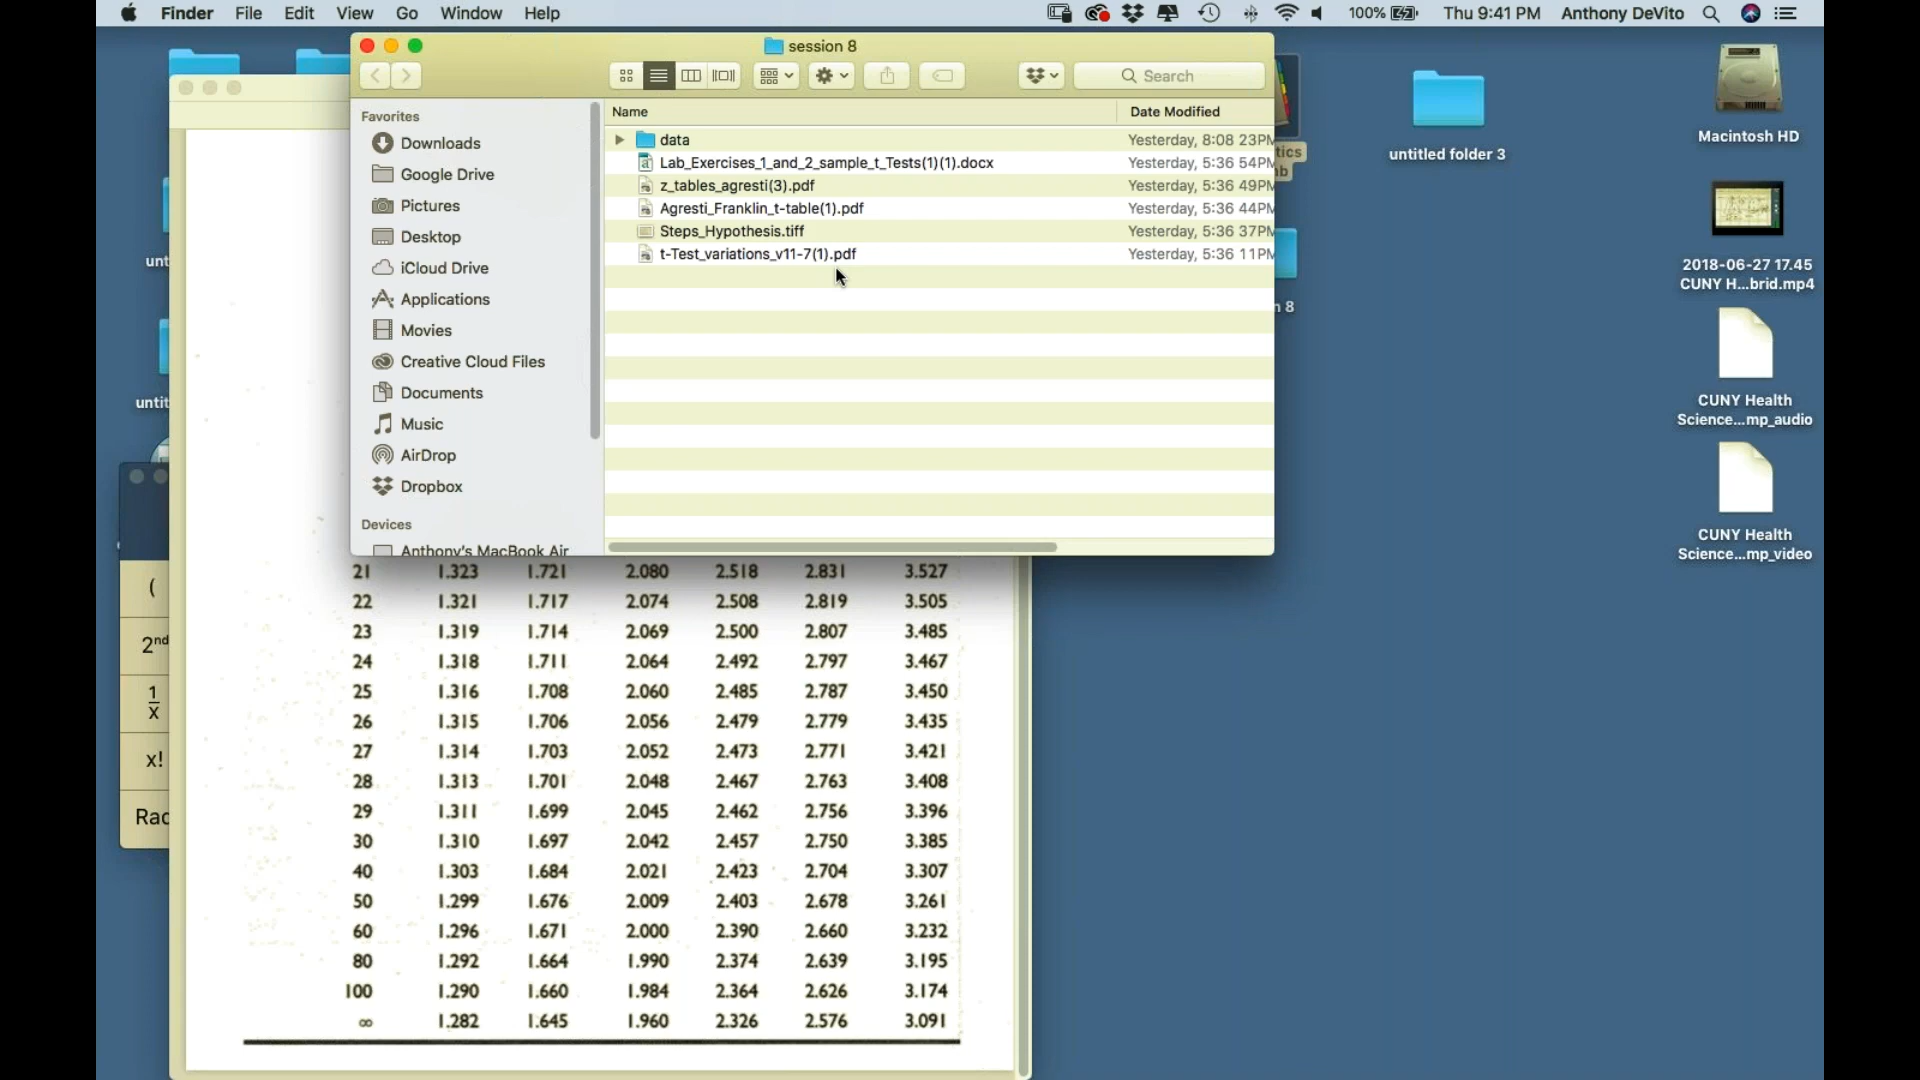 Finder File Edit View Go Window Help 100% Thu 9:41 PM Anthony DeVito
session 8
Search
Favorites
Downloads
Google Drive
Pictures
Desktop
iCloud Drive
Applications
Movies
Creative Cloud Files
Documents
Music
AirDrop
Dropbox
Devices
Anthony's MacBook Air
Name Date Modified
data Yesterday, 8:08 23PM
Lab_Exercises_1_and_2_sample_t_Tests(1)(1).docx Yesterday, 5:36 54PM
z_tables_agresti(3).pdf Yesterday, 5:36 49PM
Agresti_Franklin_t-table(1).pdf Yesterday, 5:36 44PM
Steps_Hypothesis.tiff Yesterday, 5:36 37PM
t-Test_variations_v11-7(1).pdf Yesterday, 5:36 11PM
tics
n 8
unt
untit
(
2nd
1/x
x!
Rad
21 1.323 1.721 2.080 2.518 2.831 3.527
22 1.321 1.717 2.074 2.508 2.819 3.505
23 1.319 1.714 2.069 2.500 2.807 3.485
24 1.318 1.711 2.064 2.492 2.797 3.467
25 1.316 1.708 2.060 2.485 2.787 3.450
26 1.315 1.706 2.056 2.479 2.779 3.435
27 1.314 1.703 2.052 2.473 2.771 3.421
28 1.313 1.701 2.048 2.467 2.763 3.408
29 1.311 1.699 2.045 2.462 2.756 3.396
30 1.310 1.697 2.042 2.457 2.750 3.385
40 1.303 1.684 2.021 2.423 2.704 3.307
50 1.299 1.676 2.009 2.403 2.678 3.261
60 1.296 1.671 2.000 2.390 2.660 3.232
80 1.292 1.664 1.990 2.374 2.639 3.195
100 1.290 1.660 1.984 2.364 2.626 3.174
∞ 1.282 1.645 1.960 2.326 2.576 3.091
untitled folder 3
Macintosh HD
2018-06-27 17.45
CUNY H...brid.mp4
CUNY Health
Science...mp_audio
CUNY Health
Science...mp_video